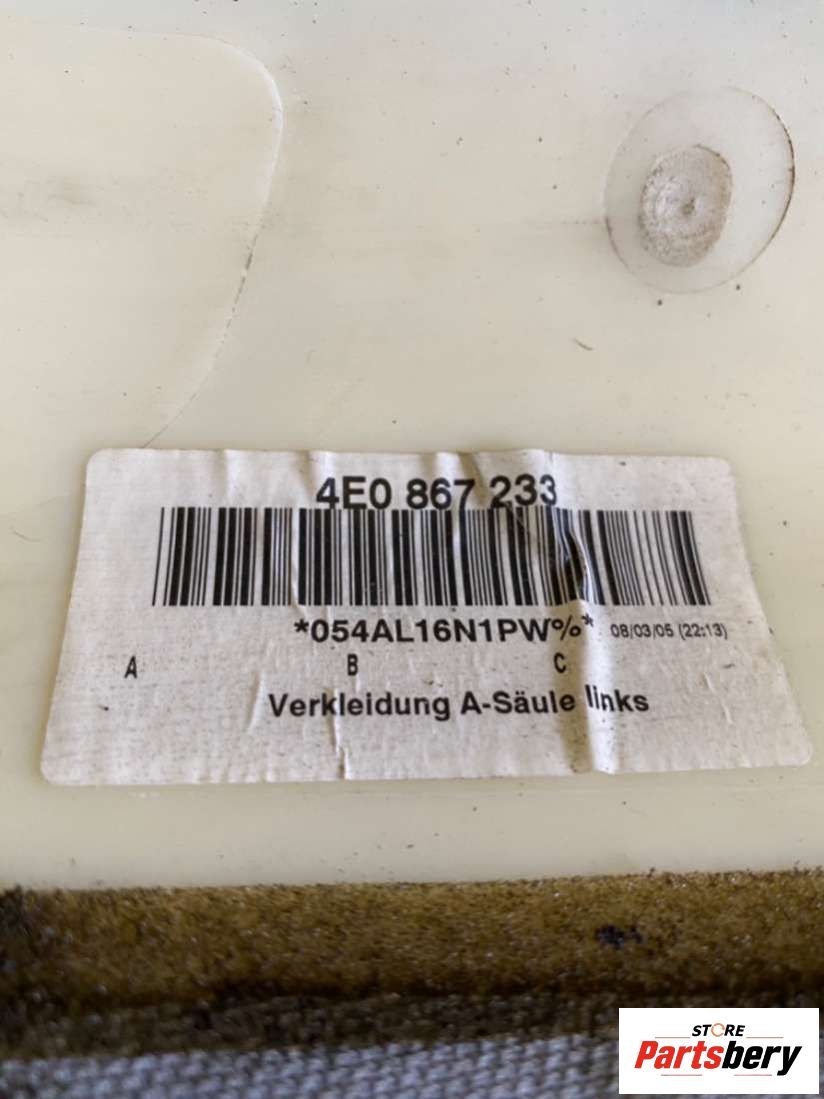 4E0 867 233
*054AL16N1PW%* 08/03/05 (22:13)
A B C
Verkleidung A-Säule links
STORE
Partsbery